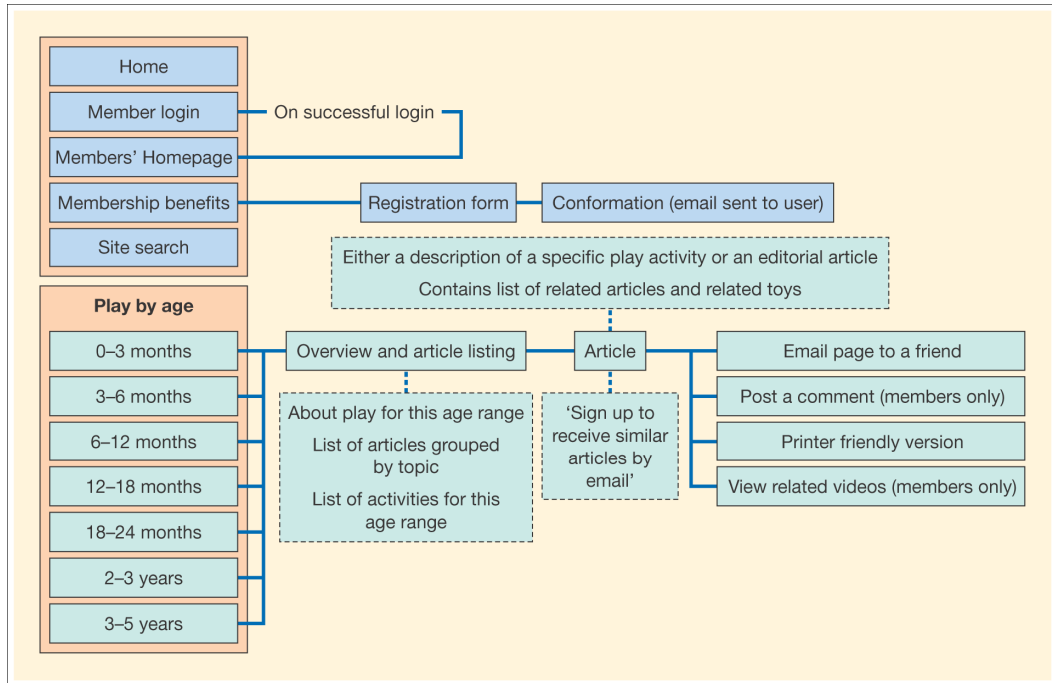 Home
Member login
On successful login
Members’ Homepage
Membership benefits
Registration form
Conformation (email sent to user)
Site search
Either a description of a specific play activity or an editorial article
Contains list of related articles and related toys
Play by age
0–3 months
3–6 months
6–12 months
12–18 months
18–24 months
2–3 years
3–5 years
Overview and article listing
About play for this age range
List of articles grouped
by topic
List of activities for this
age range
Article
‘Sign up to
receive similar
articles by
email’
Email page to a friend
Post a comment (members only)
Printer friendly version
View related videos (members only)